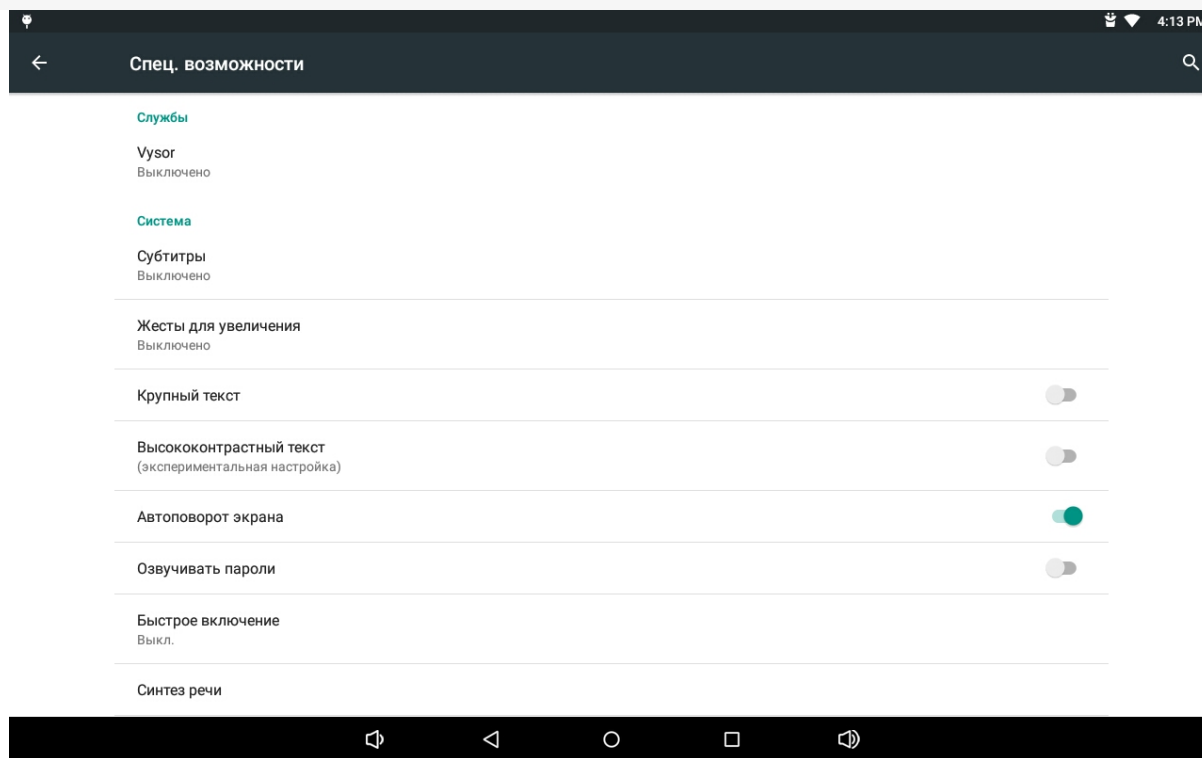 4:13 PM
Спец. возможности
Службы
Vysor
Выключено
Система
Субтитры
Выключено
Жесты для увеличения
Выключено
Крупный текст
Высококонтрастный текст
(экспериментальная настройка)
Автоповорот экрана
Озвучивать пароли
Быстрое включение
Выкл.
Синтез речи